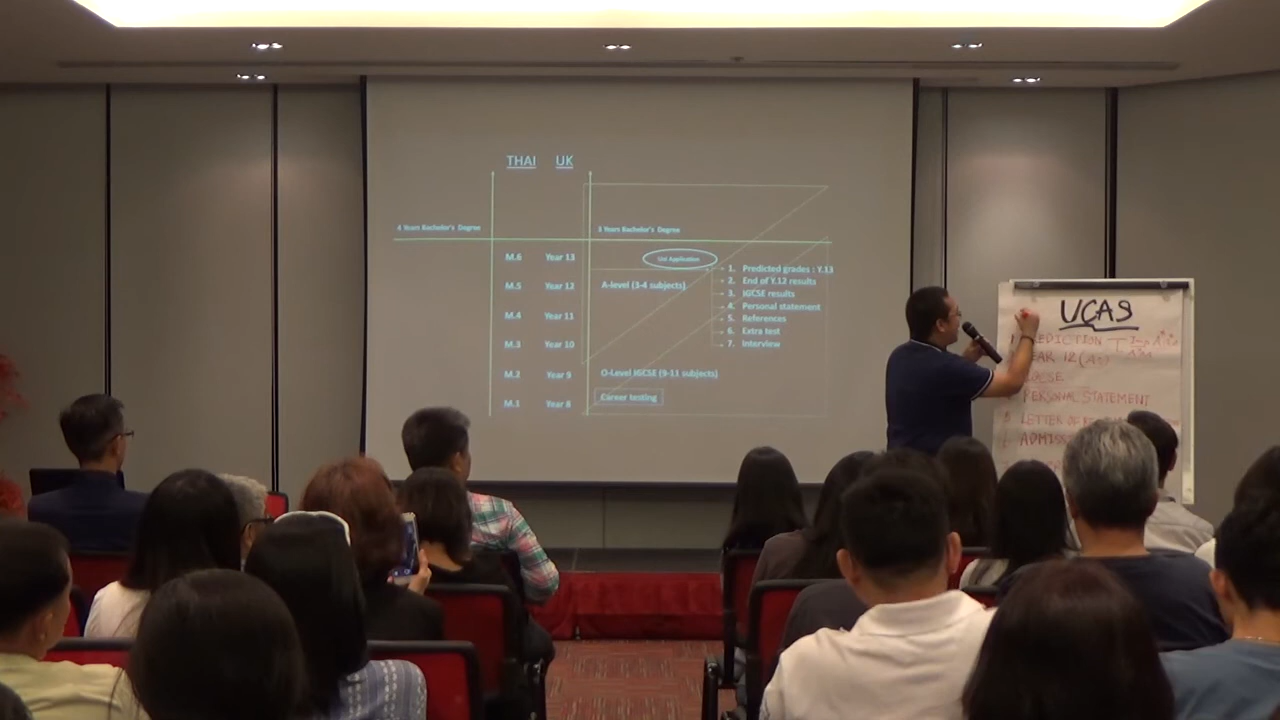 THAI UK
4 Years Bachelor's Degree
3 Years Bachelor's Degree
M.6 Year 13
Uni Application
M.5 Year 12
A-level (3-4 subjects)
M.4 Year 11
M.3 Year 10
M.2 Year 9
O-Level IGCSE (9-11 subjects)
M.1 Year 8
Career testing
1. Predicted grades : Y.13
2. End of Y.12 results
3. IGCSE results
4. Personal statement
5. References
6. Extra test
7. Interview
UCAS
PERSONAL STATEMENT
LETTER OF